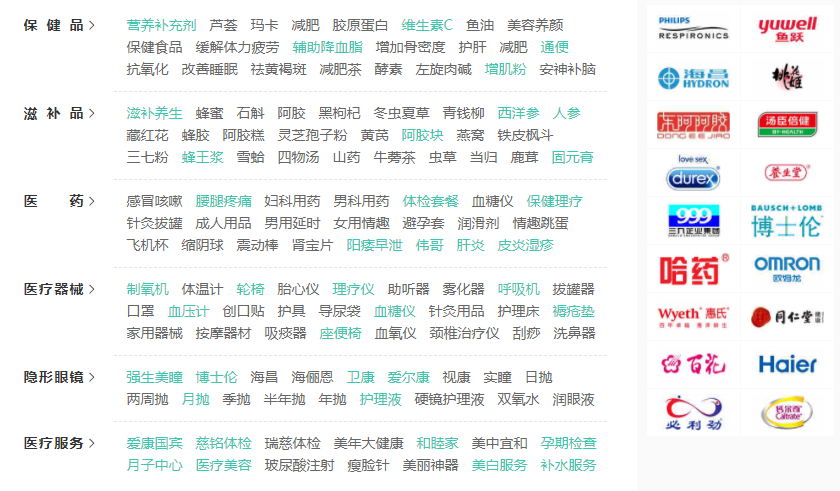 保健品 >
营养补充剂 芦荟 玛卡 减肥 胶原蛋白 维生素C 鱼油 美容养颜
保健食品 缓解体力疲劳 辅助降血脂 增加骨密度 护肝 减肥 通便
抗氧化 改善睡眠 祛黄褐斑 减肥茶 酵素 左旋肉碱 增肌粉 安神补脑
滋补品 >
滋补养生 蜂蜜 石斛 阿胶 黑枸杞 冬虫夏草 青钱柳 西洋参 人参
藏红花 蜂胶 阿胶糕 灵芝孢子粉 黄芪 阿胶块 燕窝 铁皮枫斗
三七粉 蜂王浆 雪蛤 四物汤 山药 牛蒡茶 虫草 当归 鹿茸 固元膏
医药 >
感冒咳嗽 腰腿疼痛 妇科用药 男科用药 体检套餐 血糖仪 保健理疗
针灸拔罐 成人用品 男用延时 女用情趣 避孕套 润滑剂 情趣跳蛋
飞机杯 缩阴球 震动棒 肾宝片 阳痿早泄 伟哥 肝炎 皮炎湿疹
医疗器械 >
制氧机 体温计 轮椅 胎心仪 理疗仪 助听器 雾化器 呼吸机 拔罐器
口罩 血压计 创口贴 护具 导尿袋 血糖仪 针灸用品 护理床 褥疮垫
家用器械 按摩器材 吸痰器 座便椅 血氧仪 颈椎治疗仪 刮痧 洗鼻器
隐形眼镜 >
强生美瞳 博士伦 海昌 海俪恩 卫康 爱尔康 视康 实瞳 日抛
两周抛 月抛 季抛 半年抛 年抛 护理液 硬镜护理液 双氧水 润眼液
医疗服务 >
爱康国宾 慈铭体检 瑞慈体检 美年大健康 和睦家 美中宜和 孕期检查
月子中心 医疗美容 玻尿酸注射 瘦脸针 美丽神器 美白服务 补水服务
PHILIPS
RESPIRONICS
yuwell
鱼跃
海昌
HYDRON
桃花姬
东阿阿胶
DONG EE JIAO
汤臣倍健
BY-HEALTH
love sex.
durex
养生堂
999
三九企业集团
BAUSCH+LOMB
博士伦
哈药
OMRON
欧姆龙
Wyeth 惠氏
同仁堂
百花
Haier
必利劲
钙尔奇
Caltrate